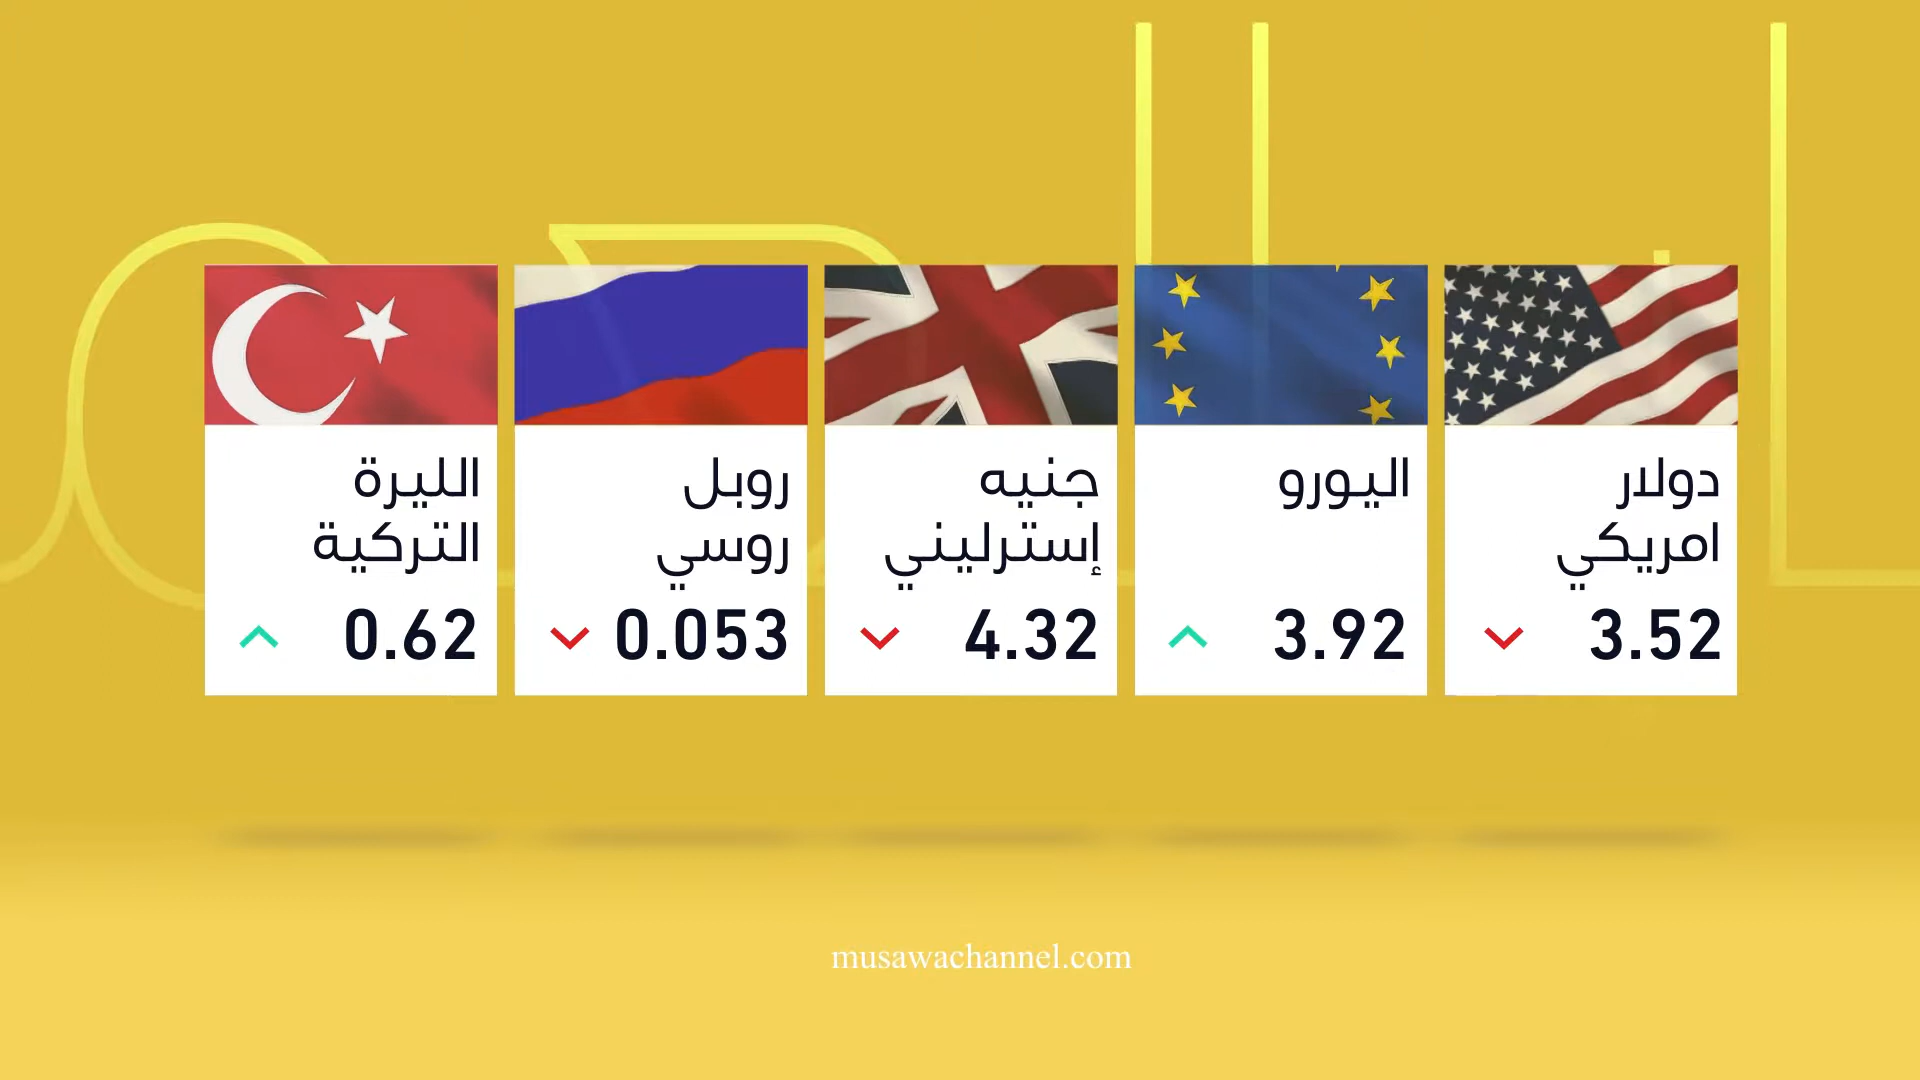 دولار
امريكي
3.52
اليورو
3.92
جنيه
إسترليني
4.32
روبل
روسي
0.053
الليرة
التركية
0.62
musawachannel.com